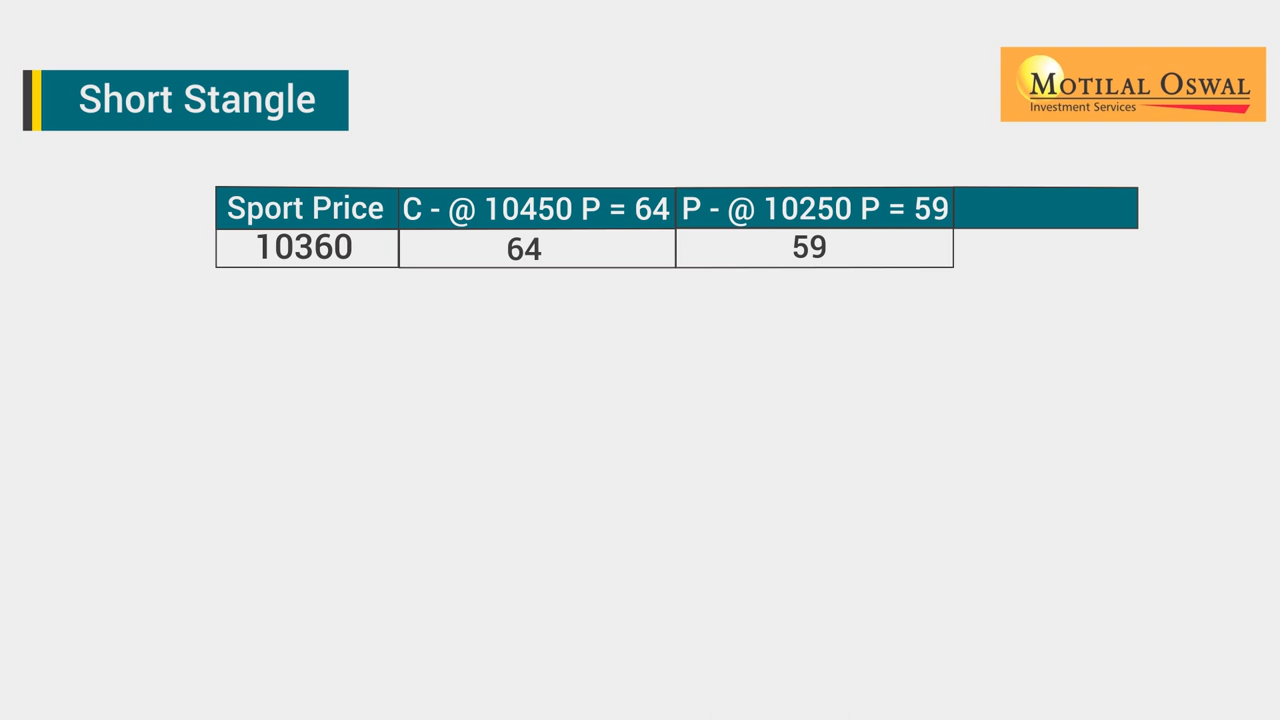 Short Stangle
MOTILAL OSWAL
Investment Services
Sport Price C - @ 10450 P = 64 P - @ 10250 P = 59
10360 64 59